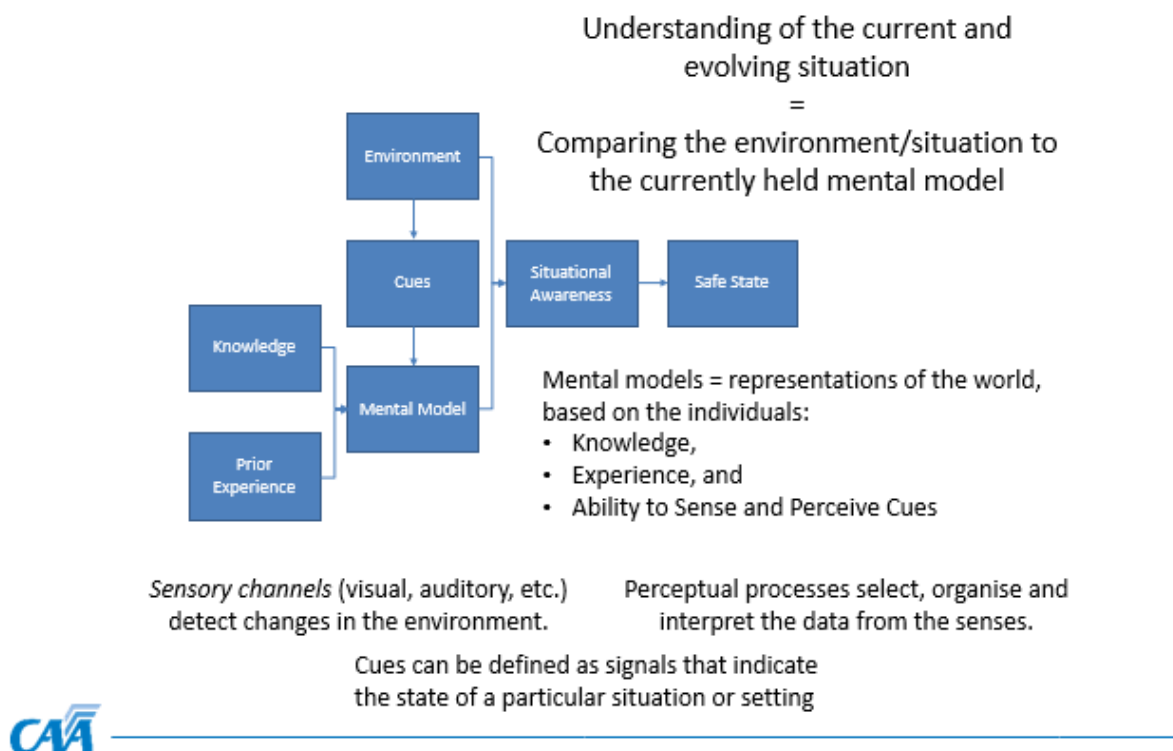 Understanding of the current and
evolving situation
=
Comparing the environment/situation to
the currently held mental model
Environment
Cues
Situational
Awareness
Safe State
Knowledge
Mental Model
Prior
Experience
Mental models = representations of the world,
based on the individuals:
• Knowledge,
• Experience, and
• Ability to Sense and Perceive Cues
Sensory channels (visual, auditory, etc.)
detect changes in the environment.
Perceptual processes select, organise and
interpret the data from the senses.
Cues can be defined as signals that indicate
the state of a particular situation or setting
CAA